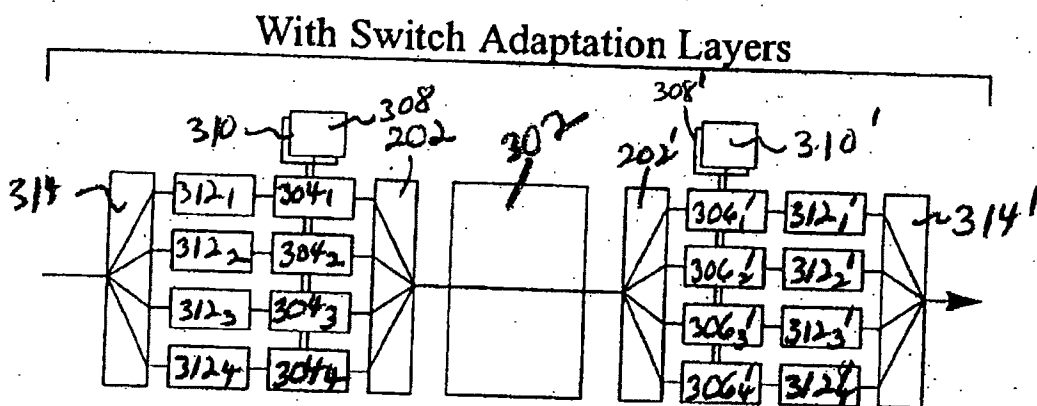 With Switch Adaptation Layers
310 308 202 302 202' 308' 310'
314 312₁ 304₁ 306₁' 312₁' 314'
312₂ 304₂ 306₂' 312₂'
312₃ 304₃ 306₃' 312₃'
312₄ 304₄ 306₄' 312₄'